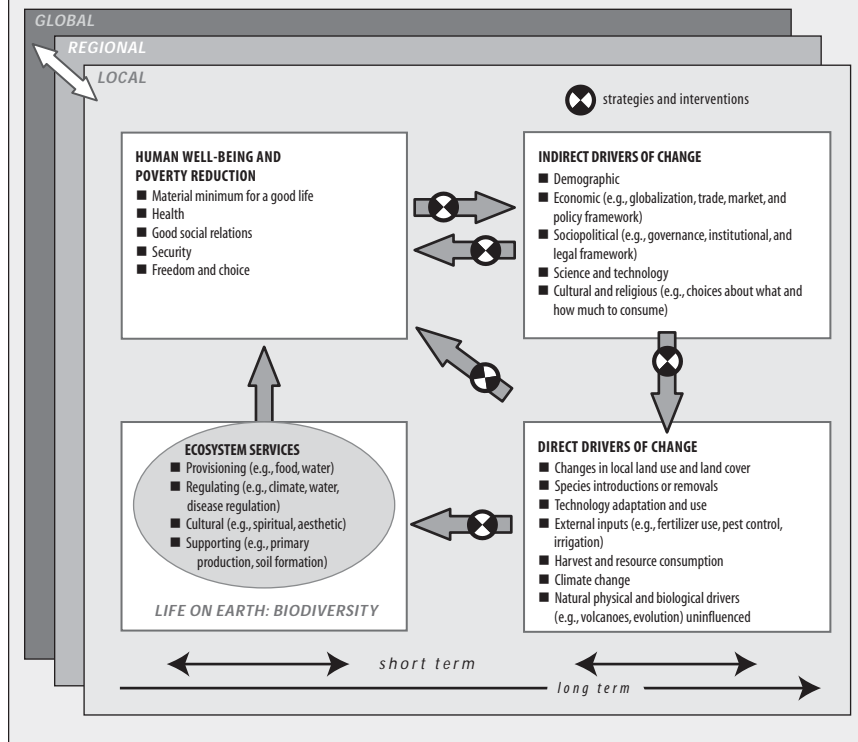 GLOBAL
REGIONAL
LOCAL
strategies and interventions
HUMAN WELL-BEING AND
POVERTY REDUCTION
■ Material minimum for a good life
■ Health
■ Good social relations
■ Security
■ Freedom and choice
INDIRECT DRIVERS OF CHANGE
■ Demographic
■ Economic (e.g., globalization, trade, market, and
policy framework)
■ Sociopolitical (e.g., governance, institutional, and
legal framework)
■ Science and technology
■ Cultural and religious (e.g., choices about what and
how much to consume)
ECOSYSTEM SERVICES
■ Provisioning (e.g., food, water)
■ Regulating (e.g., climate, water,
disease regulation)
■ Cultural (e.g., spiritual, aesthetic)
■ Supporting (e.g., primary
production, soil formation)
LIFE ON EARTH: BIODIVERSITY
DIRECT DRIVERS OF CHANGE
■ Changes in local land use and land cover
■ Species introductions or removals
■ Technology adaptation and use
■ External inputs (e.g., fertilizer use, pest control,
irrigation)
■ Harvest and resource consumption
■ Climate change
■ Natural physical and biological drivers
(e.g., volcanoes, evolution) uninfluenced
short term
long term